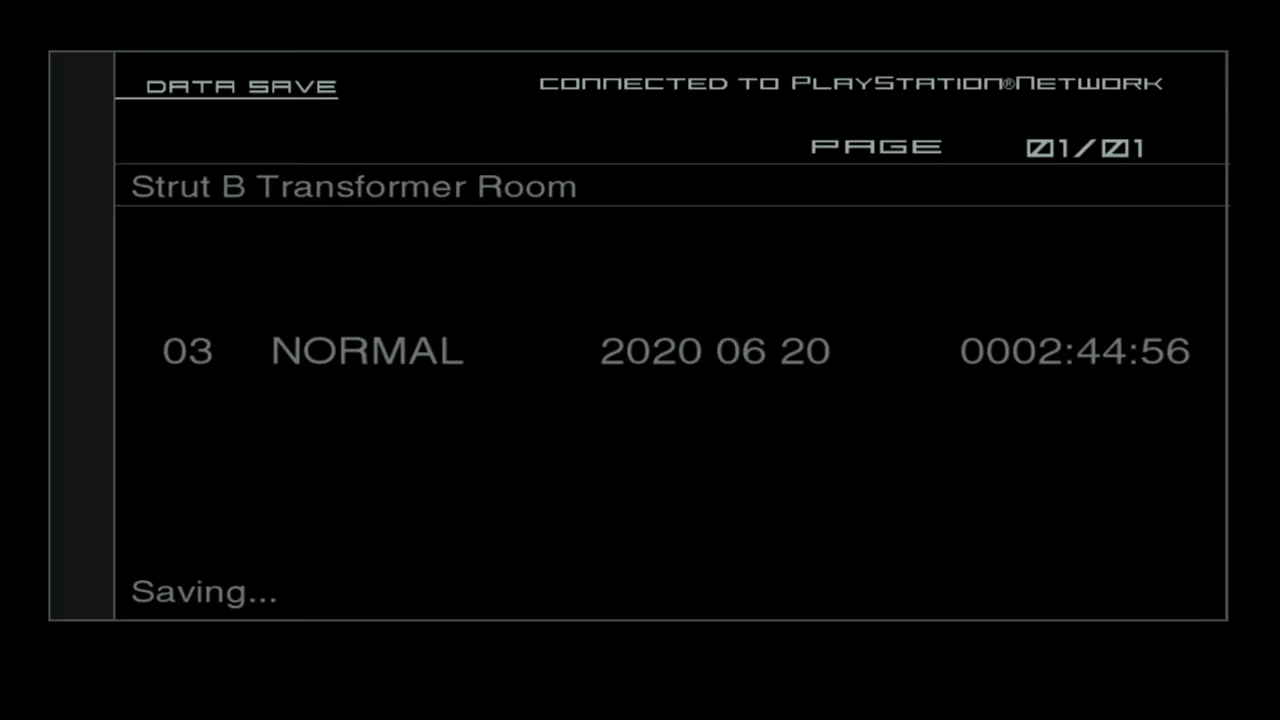 DATA SAVE CONNECTED TO PLAYSTATION®NETWORK
PAGE 01/01
Strut B Transformer Room
03 NORMAL 2020 06 20 0002:44:56
Saving...